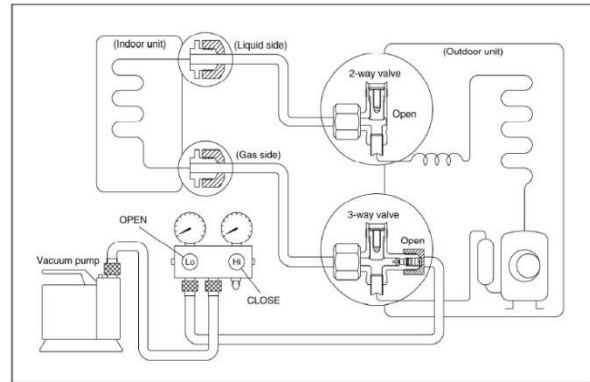 (Indoor unit)
(Liquid side)
(Outdoor unit)
2-way valve
Open
(Gas side)
3-way valve
Open
OPEN
Lo
Hi
Vacuum pump
CLOSE